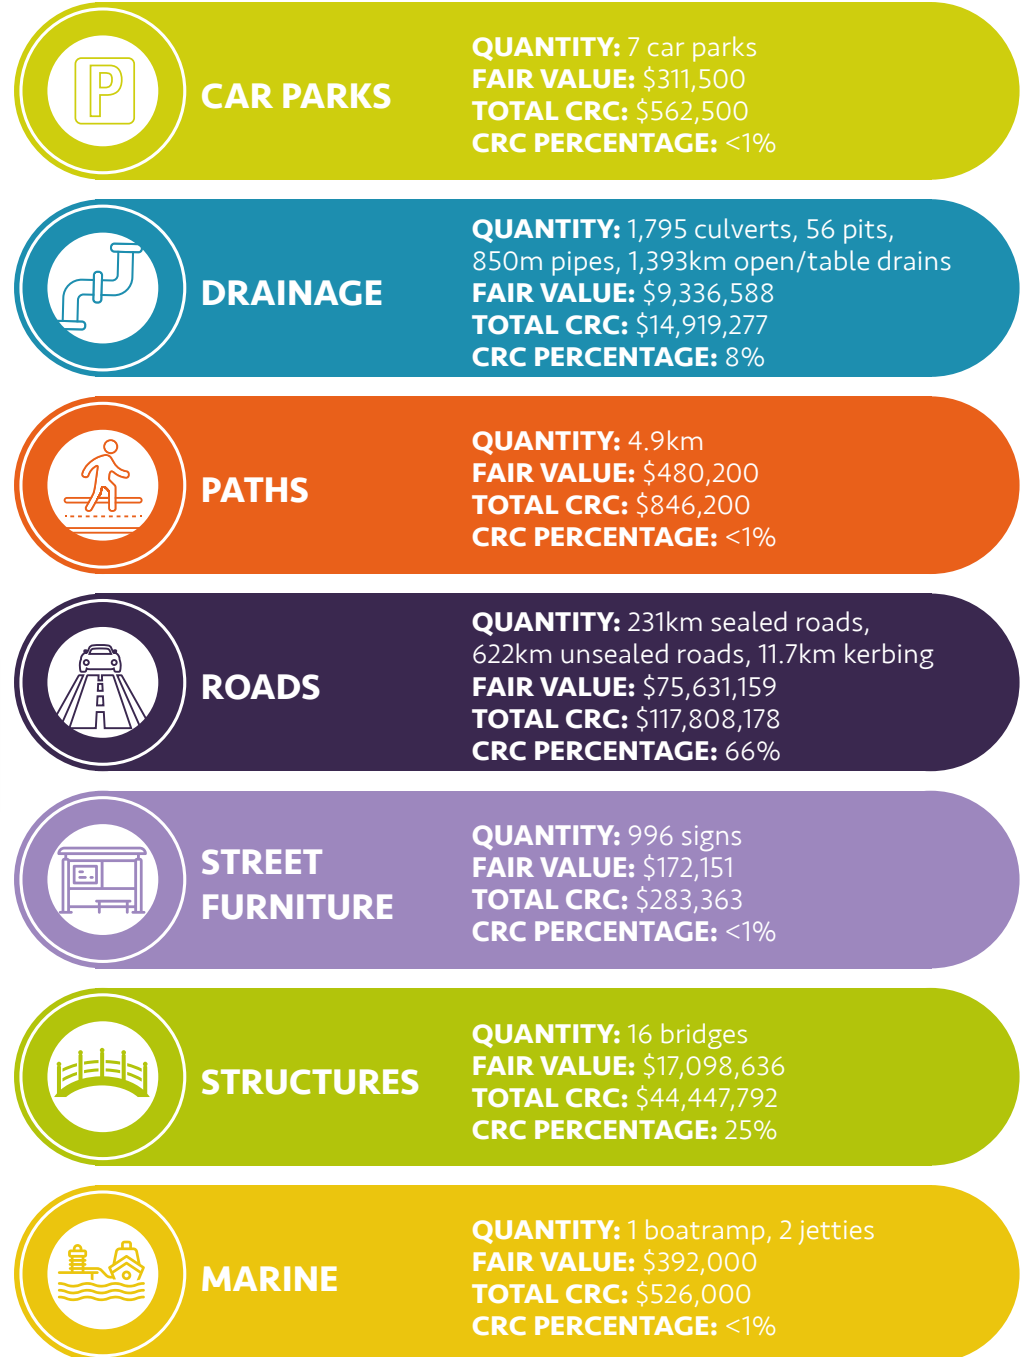 P
CAR PARKS
QUANTITY: 7 car parks
FAIR VALUE: $311,500
TOTAL CRC: $562,500
CRC PERCENTAGE: <1%
DRAINAGE
QUANTITY: 1,795 culverts, 56 pits,
850m pipes, 1,393km open/table drains
FAIR VALUE: $9,336,588
TOTAL CRC: $14,919,277
CRC PERCENTAGE: 8%
PATHS
QUANTITY: 4.9km
FAIR VALUE: $480,200
TOTAL CRC: $846,200
CRC PERCENTAGE: <1%
ROADS
QUANTITY: 231km sealed roads,
622km unsealed roads, 11.7km kerbing
FAIR VALUE: $75,631,159
TOTAL CRC: $117,808,178
CRC PERCENTAGE: 66%
STREET
FURNITURE
QUANTITY: 996 signs
FAIR VALUE: $172,151
TOTAL CRC: $283,363
CRC PERCENTAGE: <1%
STRUCTURES
QUANTITY: 16 bridges
FAIR VALUE: $17,098,636
TOTAL CRC: $44,447,792
CRC PERCENTAGE: 25%
MARINE
QUANTITY: 1 boatramp, 2 jetties
FAIR VALUE: $392,000
TOTAL CRC: $526,000
CRC PERCENTAGE: <1%